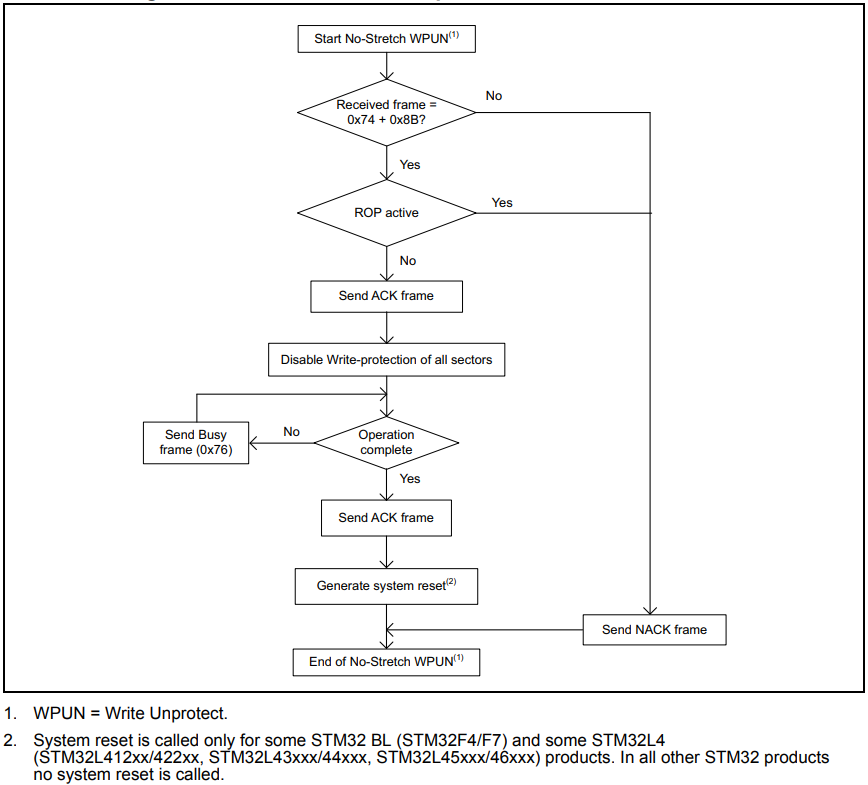 Start No-Stretch WPUN(1)
Received frame =
0x74 + 0x8B?
No
Yes
ROP active
Yes
No
Send ACK frame
Disable Write-protection of all sectors
Send Busy
frame (0x76)
No
Operation
complete
Yes
Send ACK frame
Generate system reset(2)
Send NACK frame
End of No-Stretch WPUN(1)
1. WPUN = Write Unprotect.
2. System reset is called only for some STM32 BL (STM32F4/F7) and some STM32L4
(STM32L412xx/422xx, STM32L43xxx/44xxx, STM32L45xxx/46xxx) products. In all other STM32 products
no system reset is called.